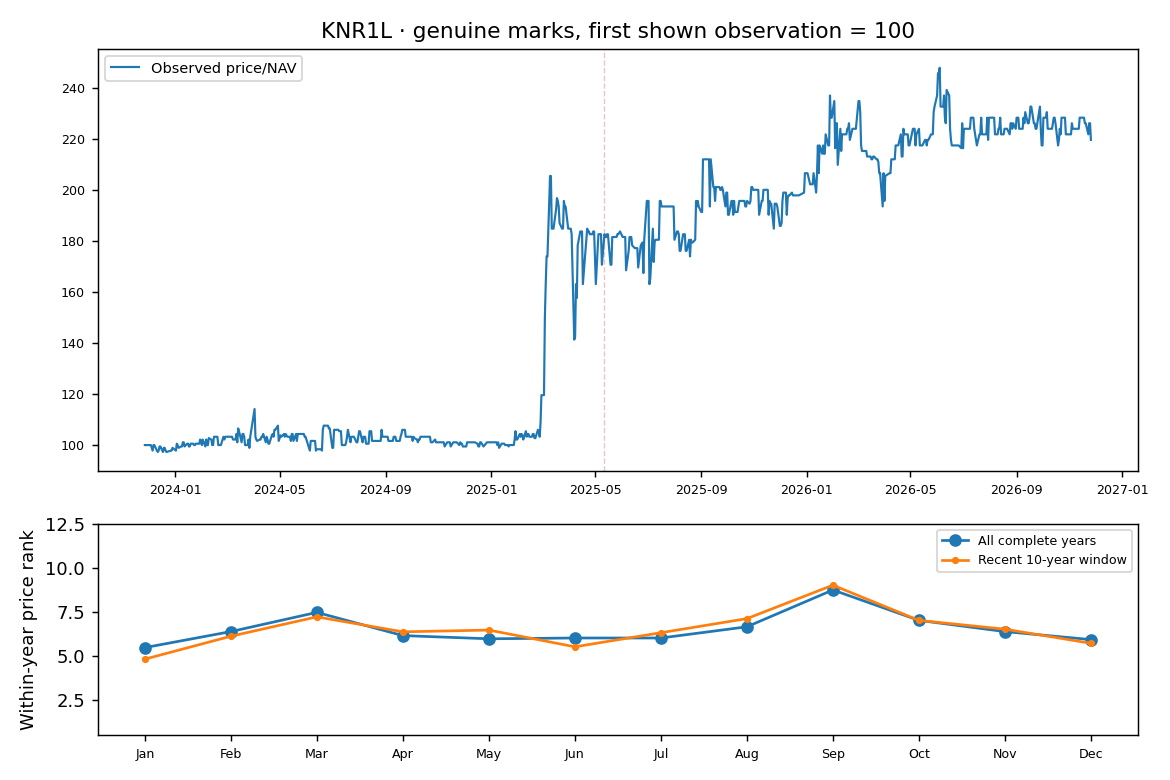 KNR1L · genuine marks, first shown observation = 100
Observed price/NAV
240
220
200
180
160
140
120
100
2024-01 2024-05 2024-09 2025-01 2025-05 2025-09 2026-01 2026-05 2026-09 2027-01
Within-year price rank
12.5
10.0
7.5
5.0
2.5
All complete years
Recent 10-year window
Jan Feb Mar Apr May Jun Jul Aug Sep Oct Nov Dec